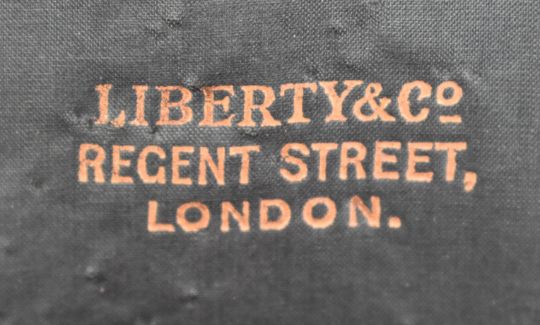 LIBERTY&Cº
REGENT STREET,
LONDON.